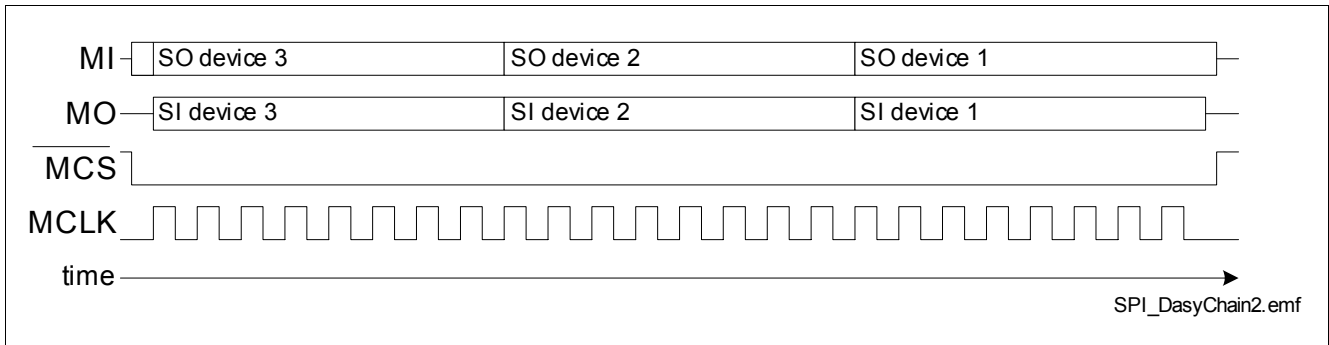 MI SO device 3 SO device 2 SO device 1
MO SI device 3 SI device 2 SI device 1
MCS
MCLK
time
SPI_DasyChain2.emf